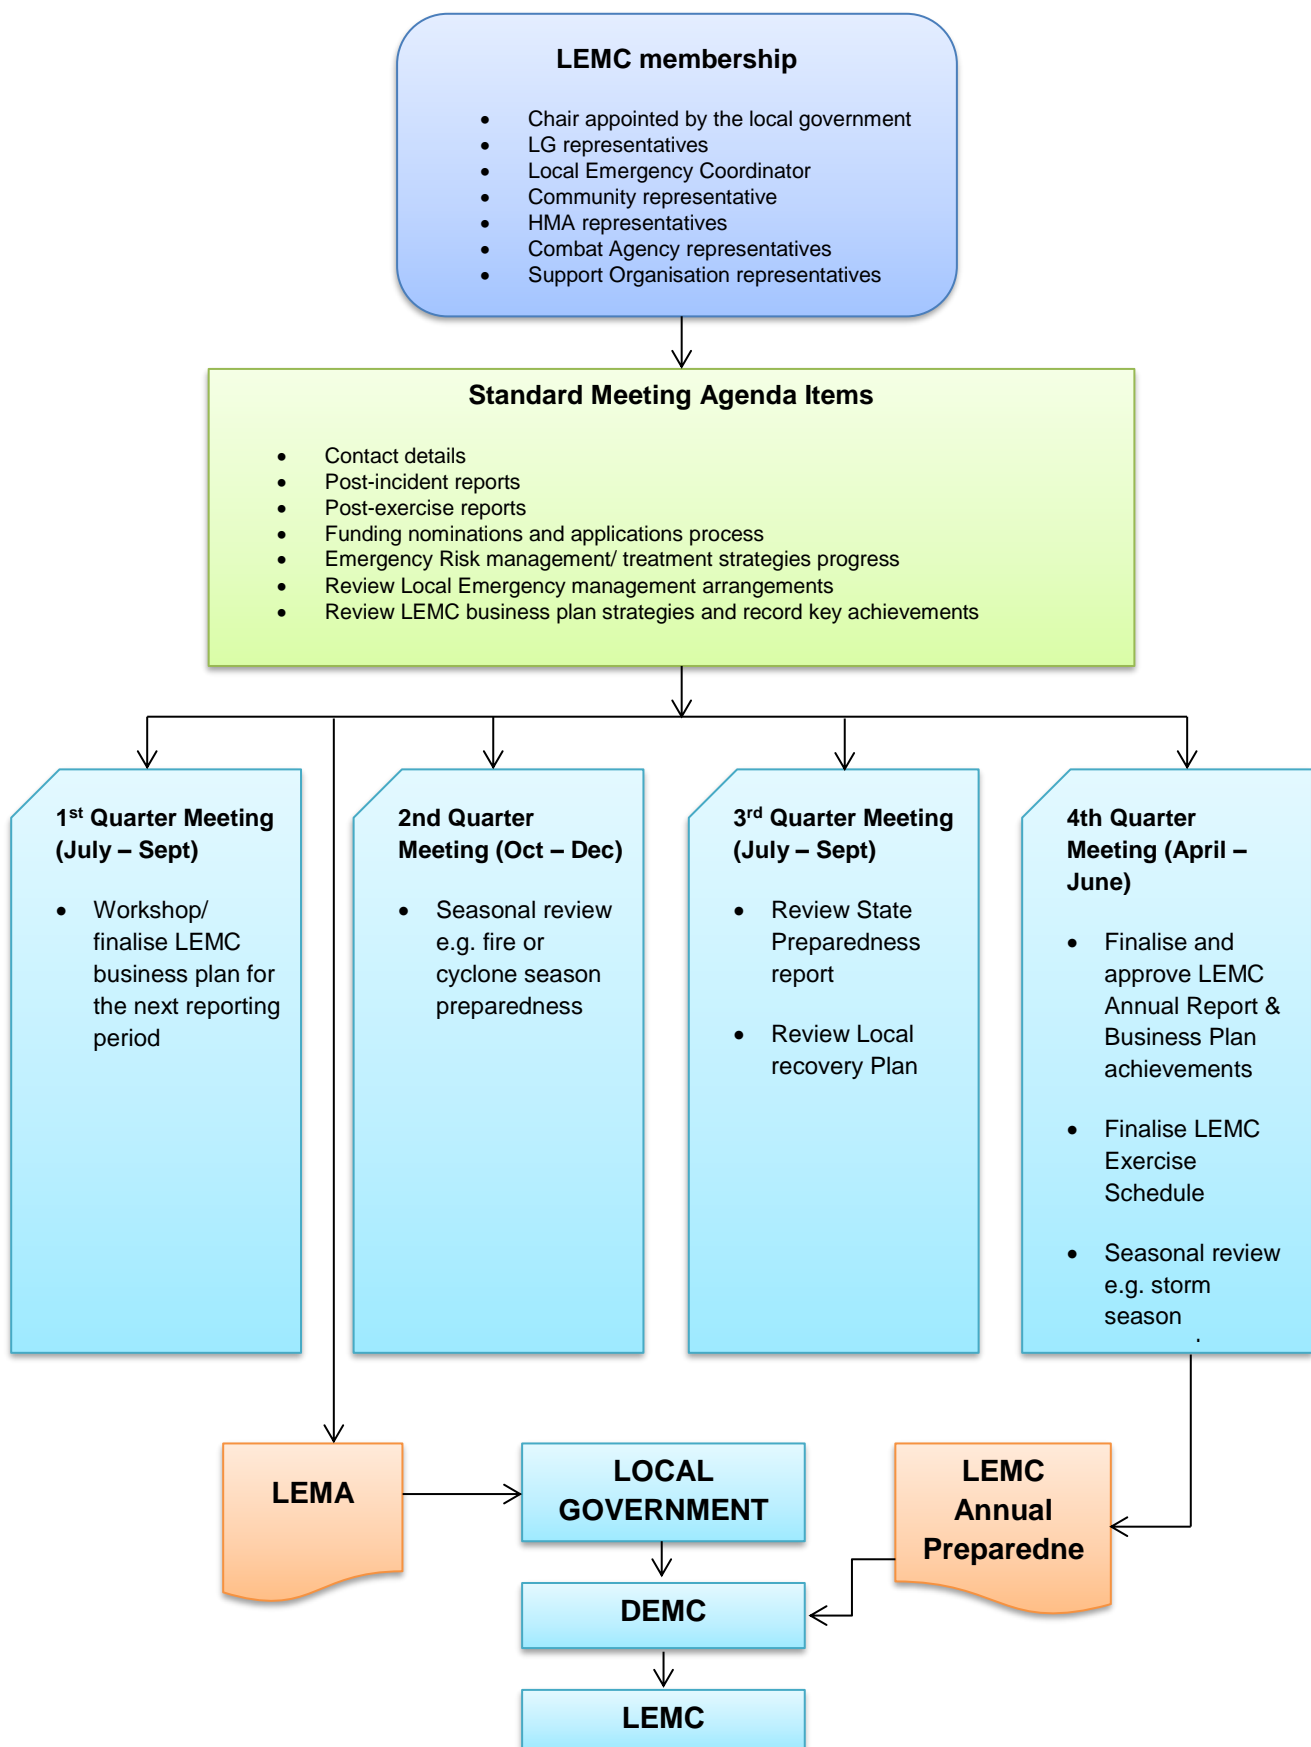 LEMC membership
• Chair appointed by the local government
• LG representatives
• Local Emergency Coordinator
• Community representative
• HMA representatives
• Combat Agency representatives
• Support Organisation representatives
Standard Meeting Agenda Items
• Contact details
• Post-incident reports
• Post-exercise reports
• Funding nominations and applications process
• Emergency Risk management/ treatment strategies progress
• Review Local Emergency management arrangements
• Review LEMC business plan strategies and record key achievements
1st Quarter Meeting
(July – Sept)
• Workshop/
finalise LEMC
business plan for
the next reporting
period
2nd Quarter
Meeting (Oct – Dec)
• Seasonal review
e.g. fire or
cyclone season
preparedness
3rd Quarter Meeting
(July – Sept)
• Review State
Preparedness
report
• Review Local
recovery Plan
4th Quarter
Meeting (April –
June)
• Finalise and
approve LEMC
Annual Report &
Business Plan
achievements
• Finalise LEMC
Exercise
Schedule
• Seasonal review
e.g. storm
season
LEMA
LOCAL
GOVERNMENT
LEMC
Annual
Preparedne
DEMC
LEMC